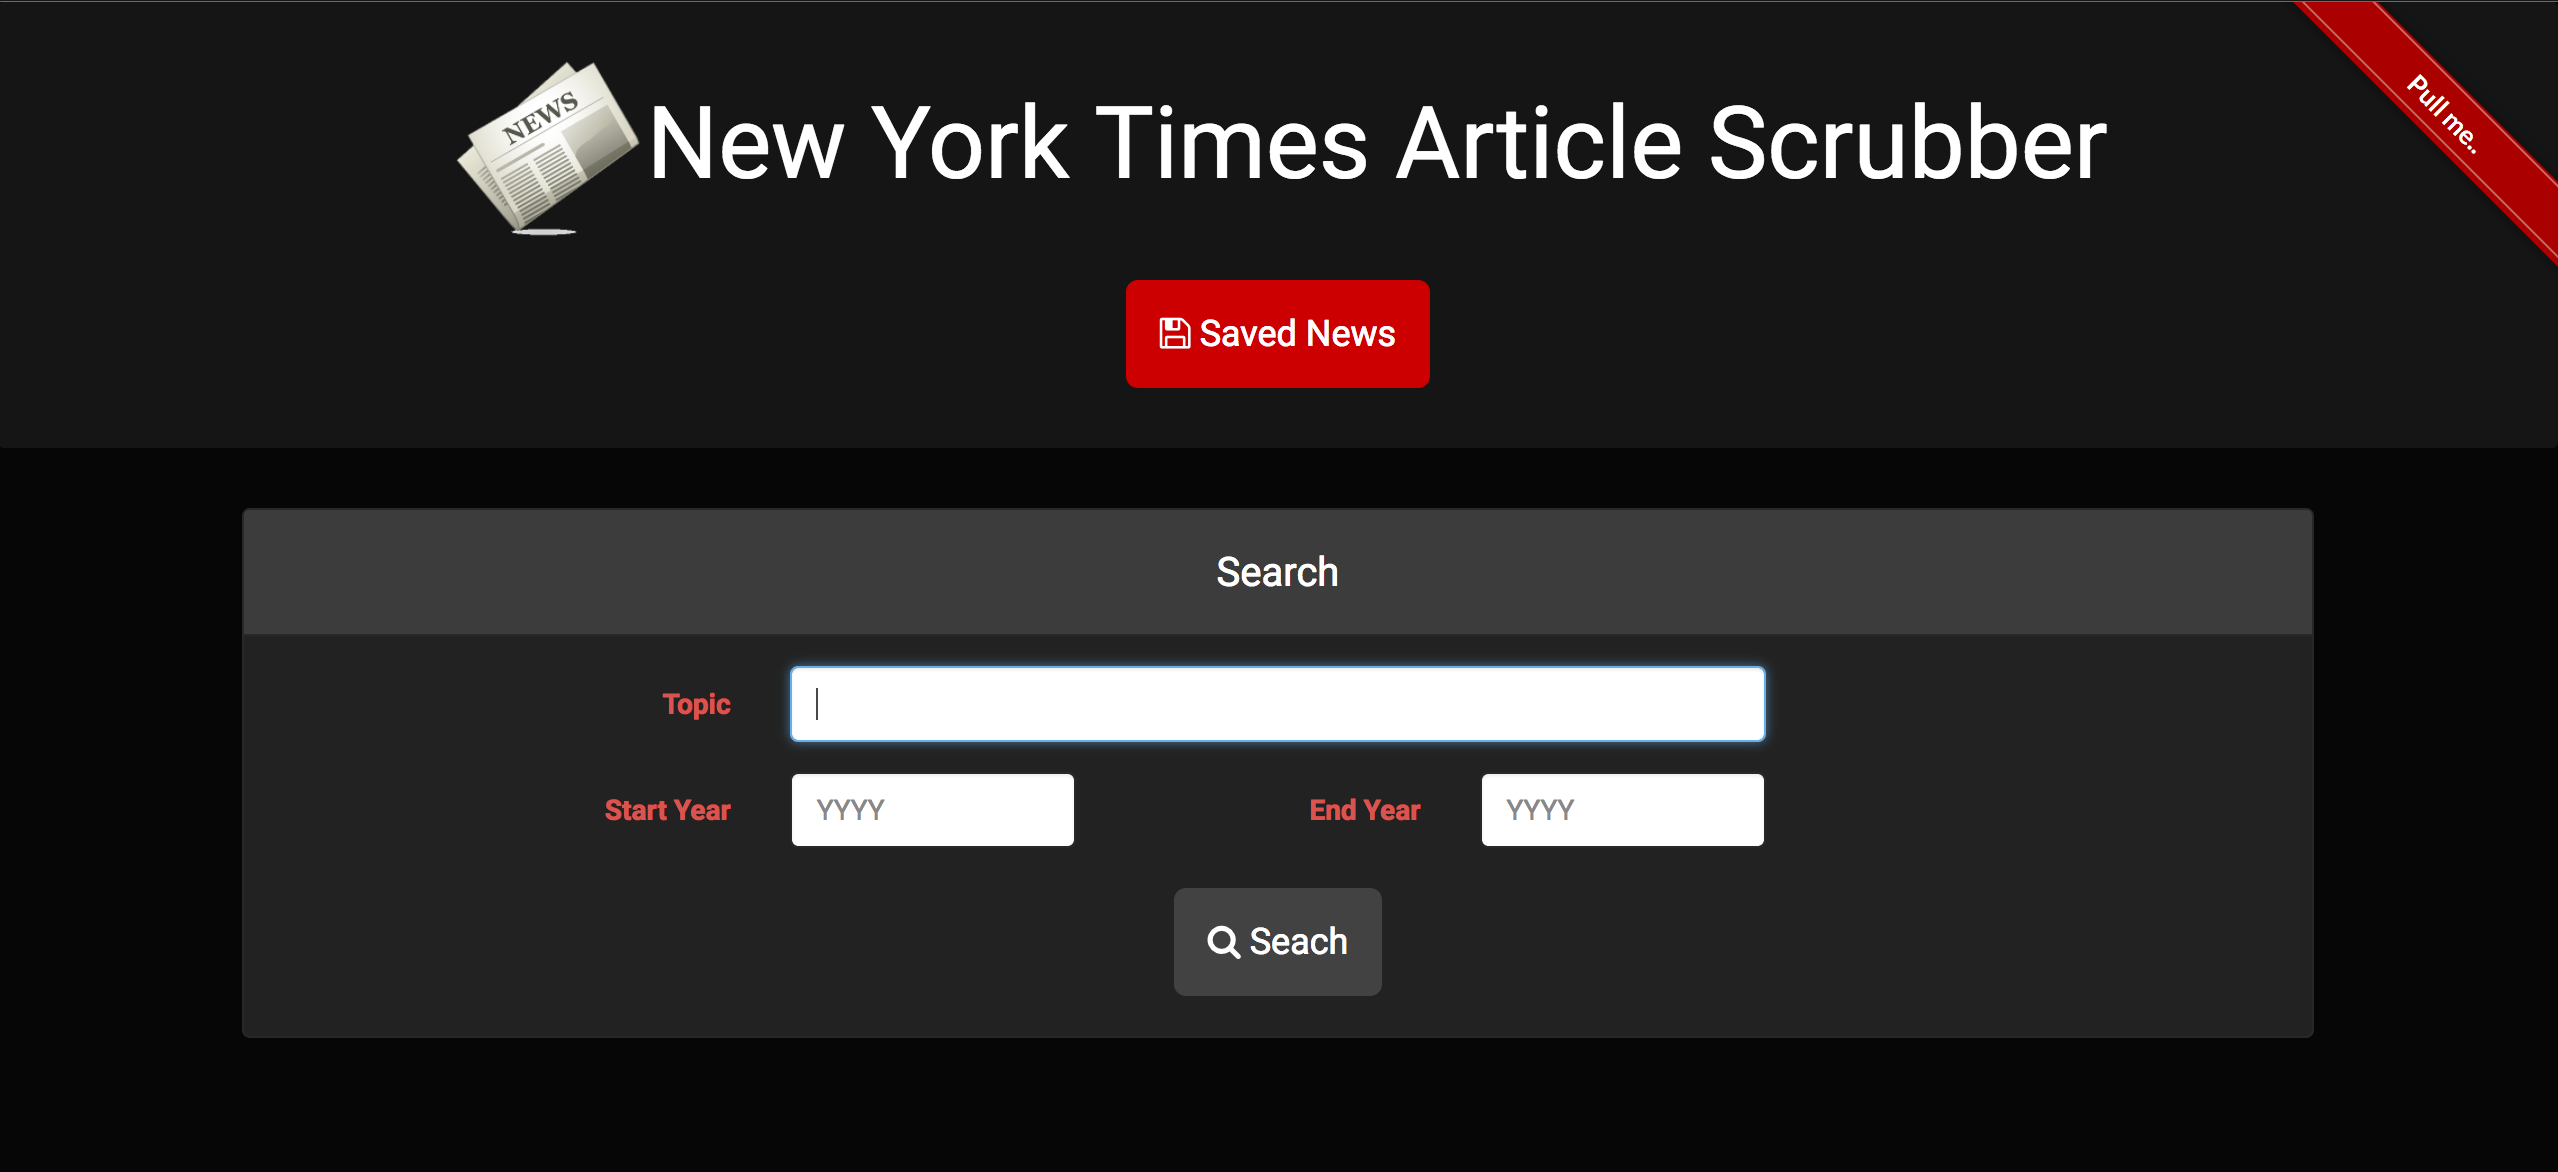 NEWS
New York Times Article Scrubber
Pull me..
Saved News
Search
Topic
Start Year YYYY End Year YYYY
Seach